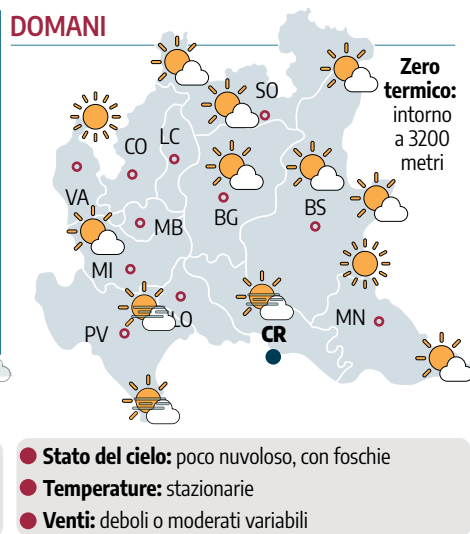 DOMANI
Zero
termico:
intorno
a 3200
metri
SO
LC
CO
VA
BG
BS
MB
MI
LO
PV
CR
MN
Stato del cielo: poco nuvoloso, con foschie
Temperature: stazionarie
Venti: deboli o moderati variabili